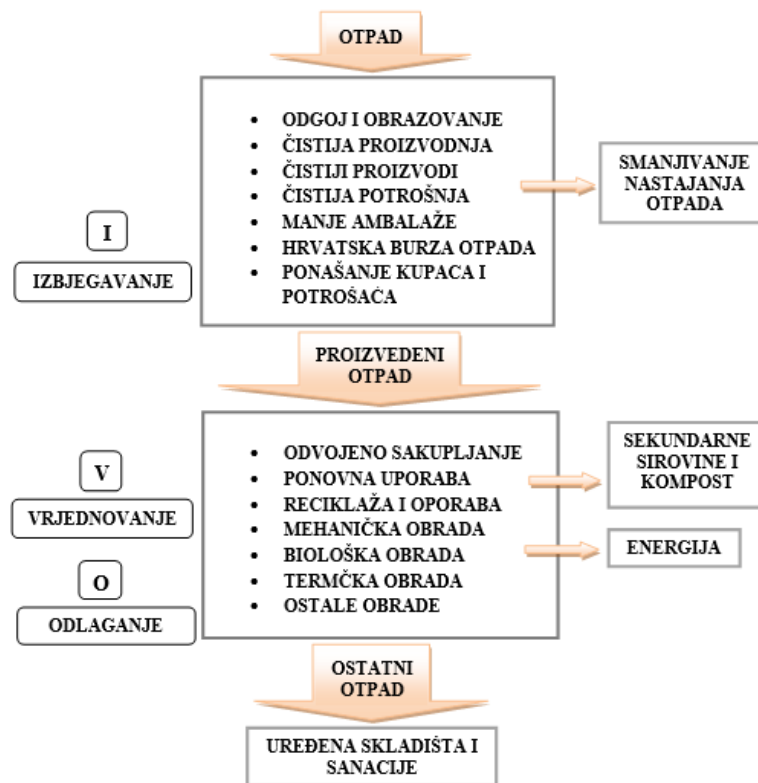 OTPAD
• ODGOJ I OBRAZOVANJE
• ČISTIJA PROIZVODNJA
• ČISTIJI PROIZVODI
• ČISTIJA POTROŠNJA
• MANJE AMBALAŽE
• HRVATSKA BURZA OTPADA
• PONAŠANJE KUPACA I
POTROŠAČA
SMANJIVANJE
NASTAJANJA
OTPADA
I
IZBJEGAVANJE
PROIZVEDENI
OTPAD
• ODVOJENO SAKUPLJANJE
• PONOVNA UPORABA
• RECIKLAŽA I OPORABA
• MEHANIČKA OBRADA
• BIOLOŠKA OBRADA
• TERMČKA OBRADA
• OSTALE OBRADE
SEKUNDARNE
SIROVINE I
KOMPOST
ENERGIJA
V
VRJEDNOVANJE
O
ODLAGANJE
OSTATNI
OTPAD
UREĐENA SKLADIŠTA I
SANACIJE